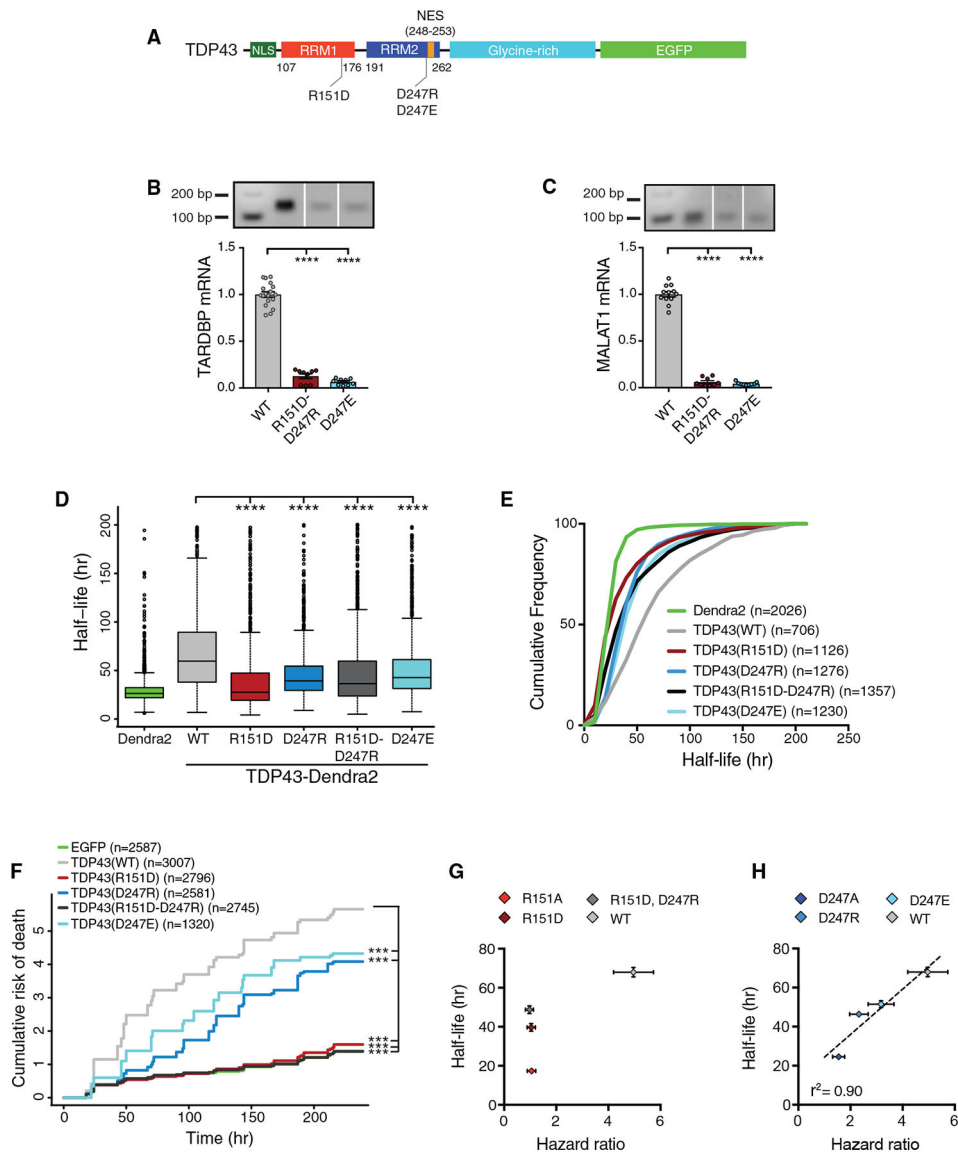 NES
(248-253)
A
TDP43
NLS
RRM1
RRM2
Glycine-rich
EGFP
107
176
191
262
R151D
D247R
D247E
B
200 bp
100 bp
TARDBP mRNA
1.5
1.0
0.5
0.0
****
****
WT
R151D-
D247R
D247E
C
200 bp
100 bp
MALAT1 mRNA
1.5
1.0
0.5
0.0
****
****
WT
R151D-
D247R
D247E
D
Half–life (hr)
200
150
100
50
0
****
****
****
****
Dendra2
WT
R151D
D247R
R151D-
D247R
D247E
TDP43-Dendra2
E
Cumulative Frequency
100
50
0
Dendra2 (n=2026)
TDP43(WT) (n=706)
TDP43(R151D) (n=1126)
TDP43(D247R) (n=1276)
TDP43(R151D-D247R) (n=1357)
TDP43(D247E) (n=1230)
0
50
100
150
200
250
Half-life (hr)
F
EGFP (n=2587)
TDP43(WT) (n=3007)
TDP43(R151D) (n=2796)
TDP43(D247R) (n=2581)
TDP43(R151D-D247R) (n=2745)
TDP43(D247E) (n=1320)
Cumulative risk of death
5
4
3
2
1
0
***
***
***
***
***
0
50
100
150
200
Time (hr)
G
R151A
R151D
R151D, D247R
WT
Half-life (hr)
80
60
40
20
0
0
2
4
6
Hazard ratio
H
D247A
D247R
D247E
WT
Half-life (hr)
80
60
40
20
0
r²= 0.90
0
2
4
6
Hazard ratio